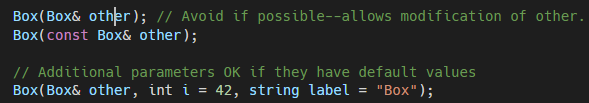 Box(Box& other); // Avoid if possible--allows modification of other.
Box(const Box& other);
// Additional parameters OK if they have default values
Box(Box& other, int i = 42, string label = "Box");